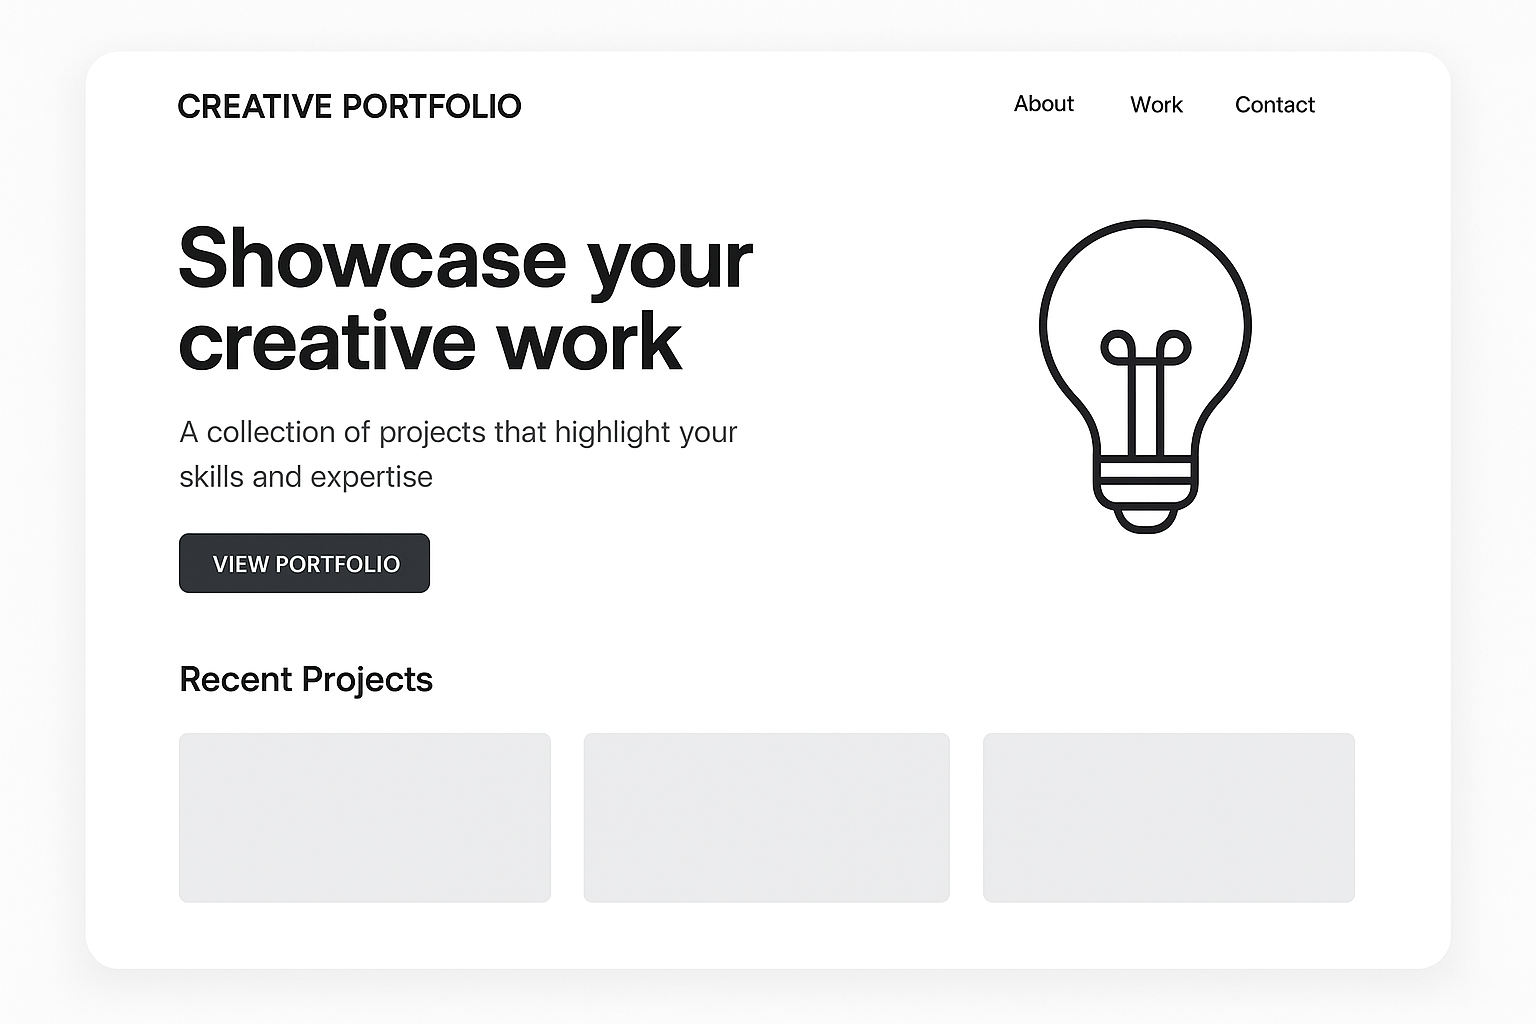 CREATIVE PORTFOLIO
About Work Contact
Showcase your
creative work
A collection of projects that highlight your
skills and expertise
VIEW PORTFOLIO
Recent Projects